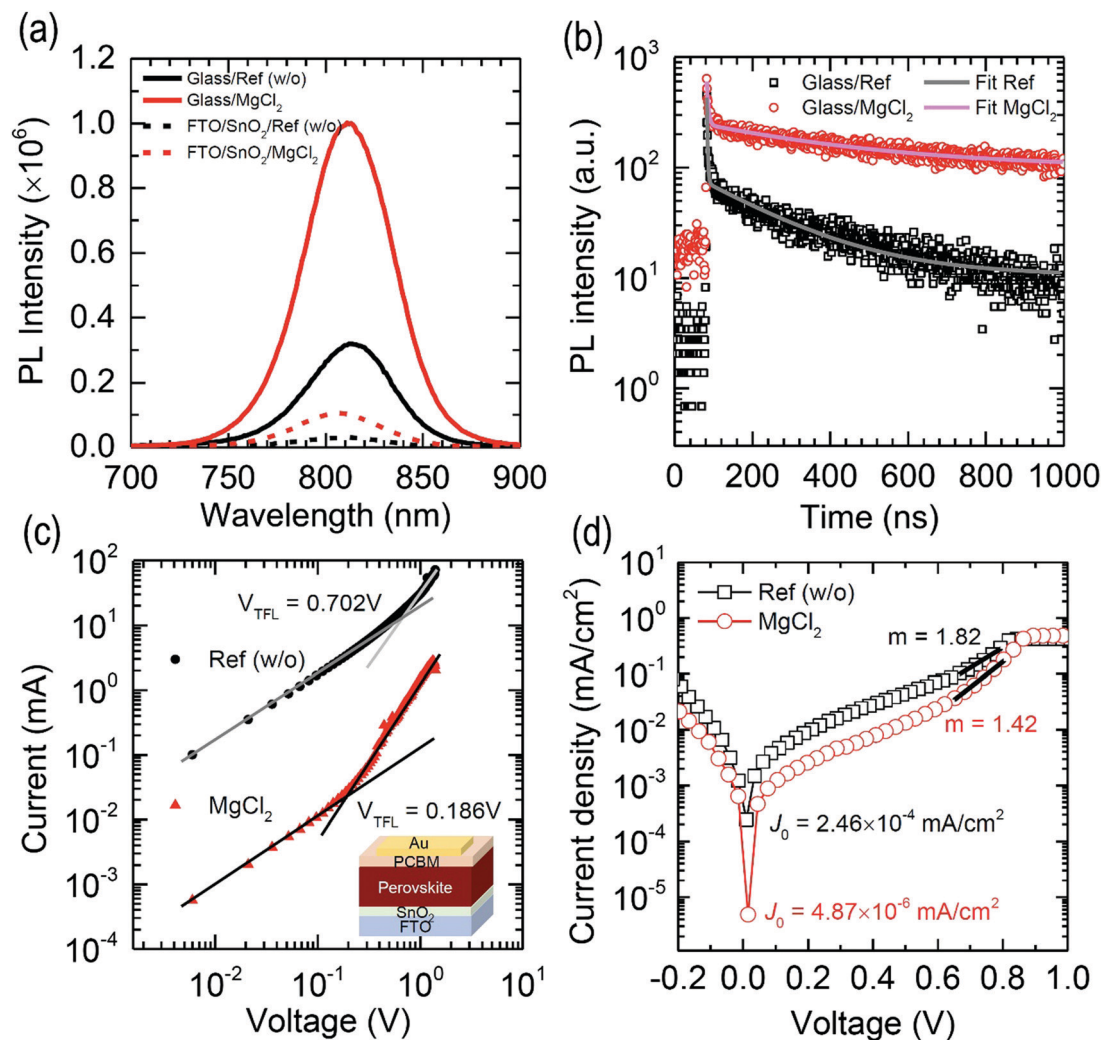 (a)
1.2
1.0
0.8
0.6
0.4
0.2
0.0
PL Intensity (×10⁶)
Glass/Ref (w/o)
Glass/MgCl₂
FTO/SnO₂/Ref (w/o)
FTO/SnO₂/MgCl₂
700 750 800 850 900
Wavelength (nm)
(b)
10³
10²
10¹
10⁰
PL intensity (a.u.)
Glass/Ref Fit Ref
Glass/MgCl₂ Fit MgCl₂
0 200 400 600 800 1000
Time (ns)
(c)
10²
10¹
10⁰
10⁻¹
10⁻²
10⁻³
10⁻⁴
Current (mA)
V_TFL = 0.702V
Ref (w/o)
MgCl₂
V_TFL = 0.186V
Au
PCBM
Perovskite
SnO₂
FTO
10⁻² 10⁻¹ 10⁰ 10¹
Voltage (V)
(d)
10¹
10⁰
10⁻¹
10⁻²
10⁻³
10⁻⁴
10⁻⁵
Current density (mA/cm²)
Ref (w/o)
MgCl₂
m = 1.82
m = 1.42
J₀ = 2.46×10⁻⁴ mA/cm²
J₀ = 4.87×10⁻⁶ mA/cm²
-0.2 0.0 0.2 0.4 0.6 0.8 1.0
Voltage (V)